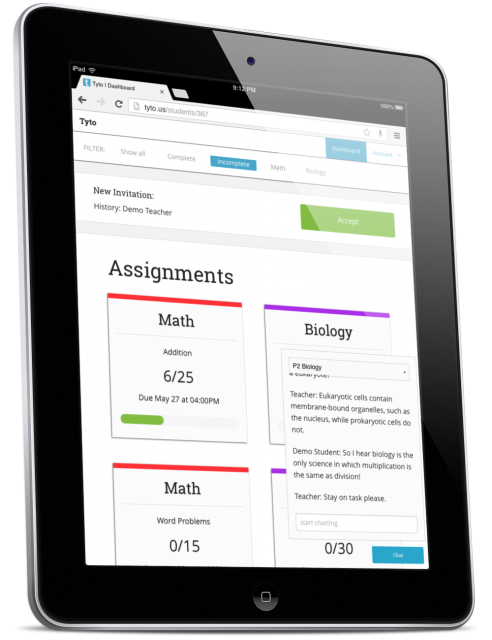 iPad
9:12 PM
100%
Tyto | Dashboard
tyto.us/students/367
Tyto
Dashboard
Account
FILTER:
Show all
Complete
Incomplete
Math
Biology
New Invitation:
History: Demo Teacher
Accept
Assignments
Math
Addition
6/25
Due May 27 at 04:00PM
Biology
P2 Biology
a eukaryote?
Teacher: Eukaryotic cells contain
membrane-bound organelles, such as
the nucleus, while prokaryotic cells do
not.
Demo Student: So I hear biology is the
only science in which multiplication is
the same as division!
Teacher: Stay on task please.
start chatting
Chat
Math
Word Problems
0/15
0/30